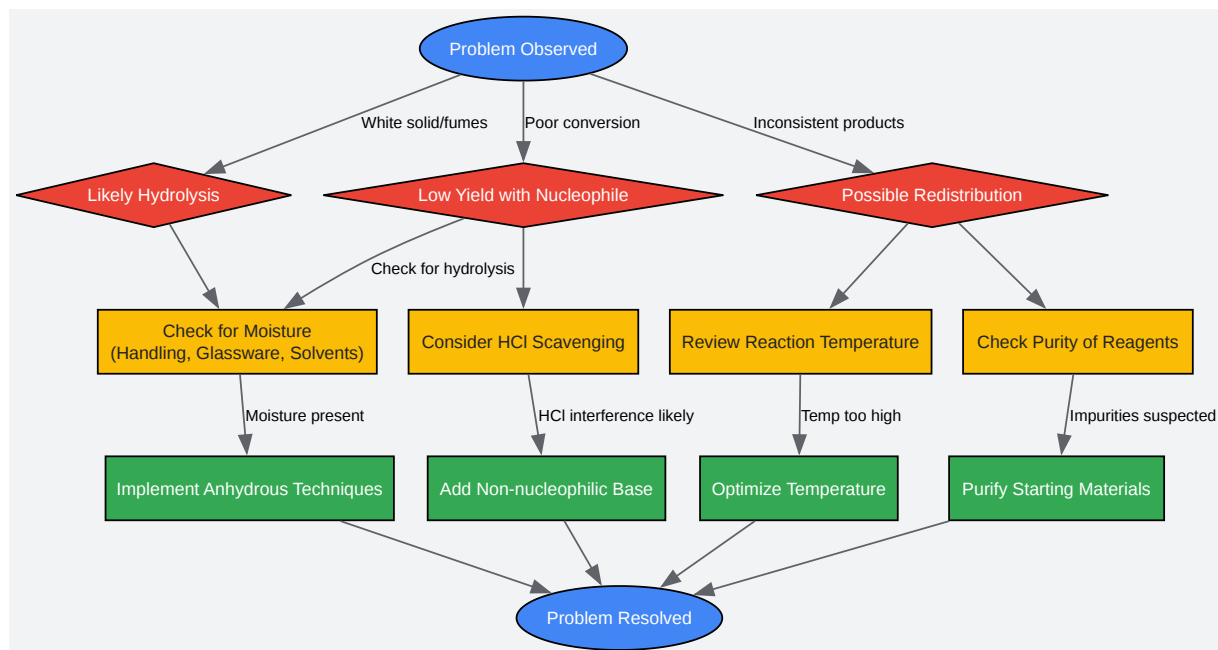 Problem Observed
White solid/fumes
Poor conversion
Inconsistent products
Likely Hydrolysis
Low Yield with Nucleophile
Possible Redistribution
Check for hydrolysis
Check for Moisture
(Handling, Glassware, Solvents)
Consider HCl Scavenging
Review Reaction Temperature
Check Purity of Reagents
Moisture present
HCl interference likely
Temp too high
Impurities suspected
Implement Anhydrous Techniques
Add Non-nucleophilic Base
Optimize Temperature
Purify Starting Materials
Problem Resolved